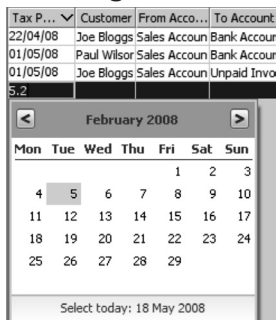 Tax P... Customer From Acco... To Account
22/04/08 Joe Bloggs Sales Accoun Bank Accour
01/05/08 Paul Wilsor Sales Accoun Bank Accour
01/05/08 Joe Bloggs Sales Accoun Unpaid Invo
5.2
< February 2008 >
Mon Tue Wed Thu Fri Sat Sun
1 2 3
4 5 6 7 8 9 10
11 12 13 14 15 16 17
18 19 20 21 22 23 24
25 26 27 28 29
Select today: 18 May 2008